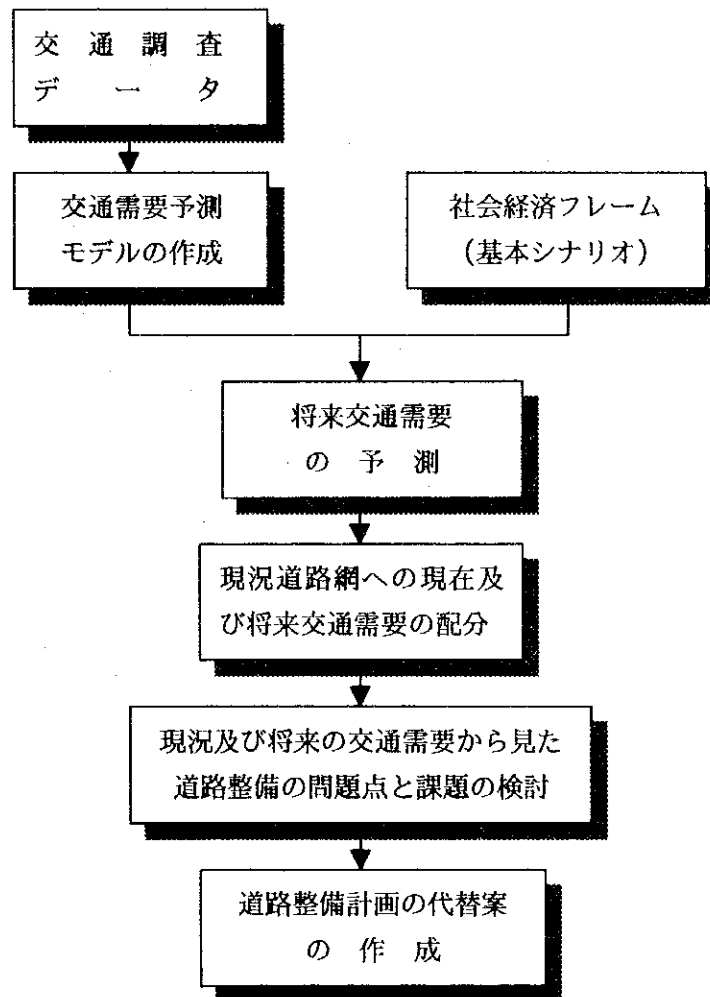 交通調査
データ
交通需要予測
モデルの作成
社会経済フレーム
(基本シナリオ)
将来交通需要
の予測
現況道路網への現在及
び将来交通需要の配分
現況及び将来の交通需要から見た
道路整備の問題点と課題の検討
道路整備計画の代替案
の作成